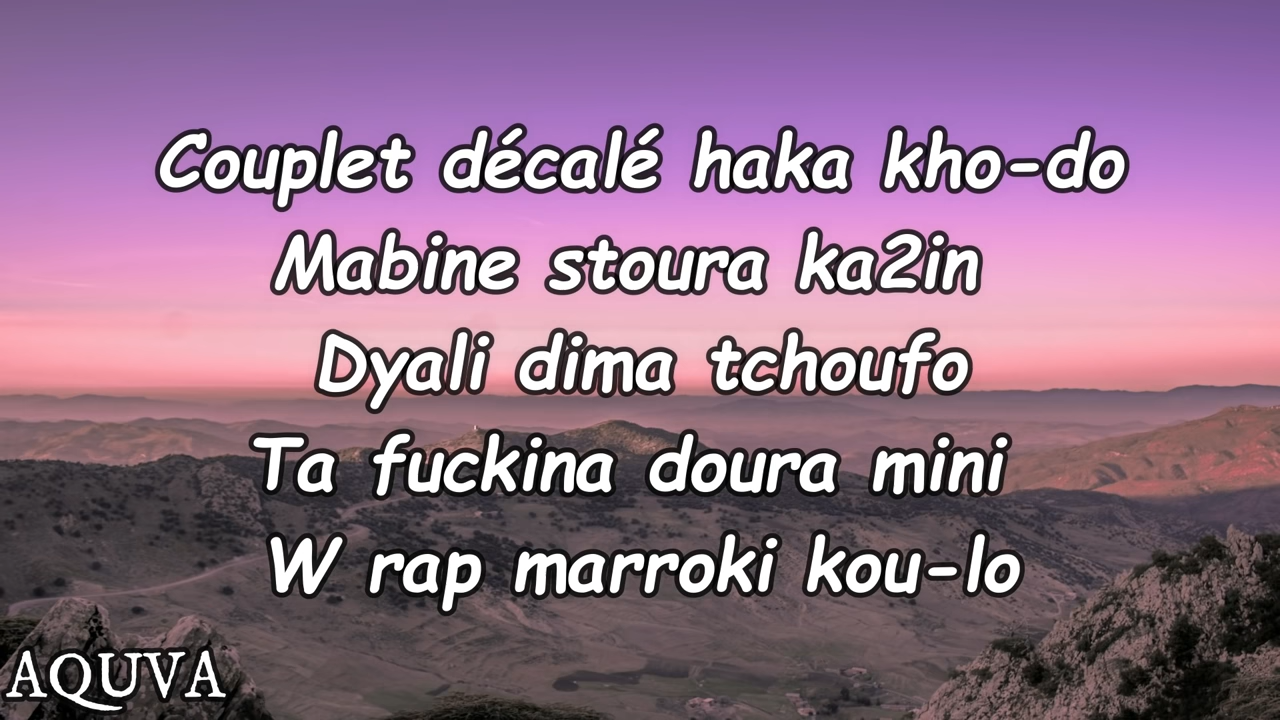 Couplet décalé haka kho-do
Mabine stoura ka2in
Dyali dima tchoufo
Ta fuckina doura mini
W rap marroki kou-lo
AQUVA